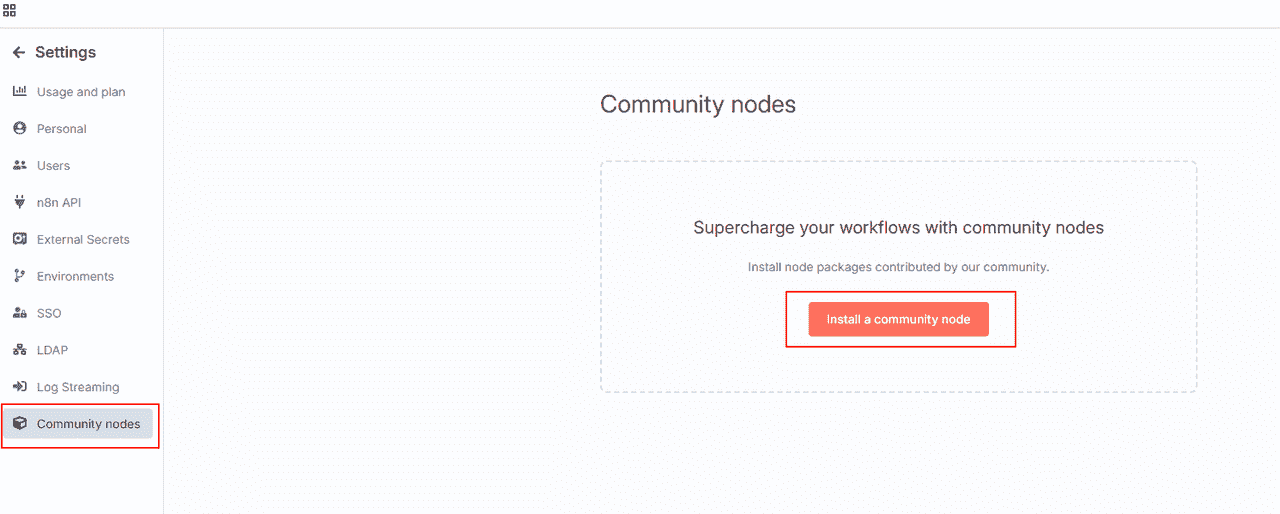 Settings
Usage and plan
Personal
Users
n8n API
External Secrets
Environments
SSO
LDAP
Log Streaming
Community nodes
Community nodes
Supercharge your workflows with community nodes
Install node packages contributed by our community.
Install a community node